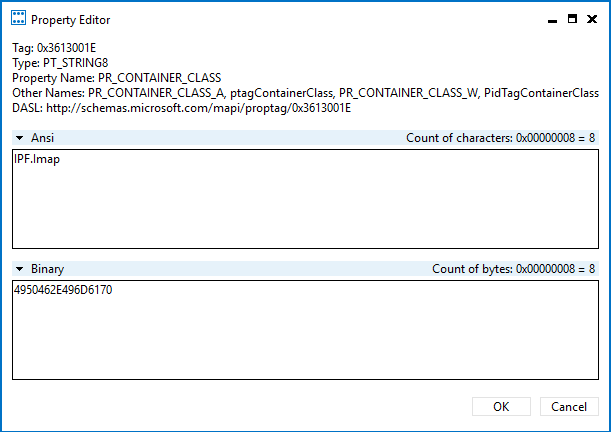 Property Editor
Tag: 0x3613001E
Type: PT_STRING8
Property Name: PR_CONTAINER_CLASS
Other Names: PR_CONTAINER_CLASS_A, ptagContainerClass, PR_CONTAINER_CLASS_W, PidTagContainerClass
DASL: http://schemas.microsoft.com/mapi/proptag/0x3613001E
Ansi Count of characters: 0x00000008 = 8
IPF.Imap
Binary Count of bytes: 0x00000008 = 8
4950462E496D6170
OK Cancel